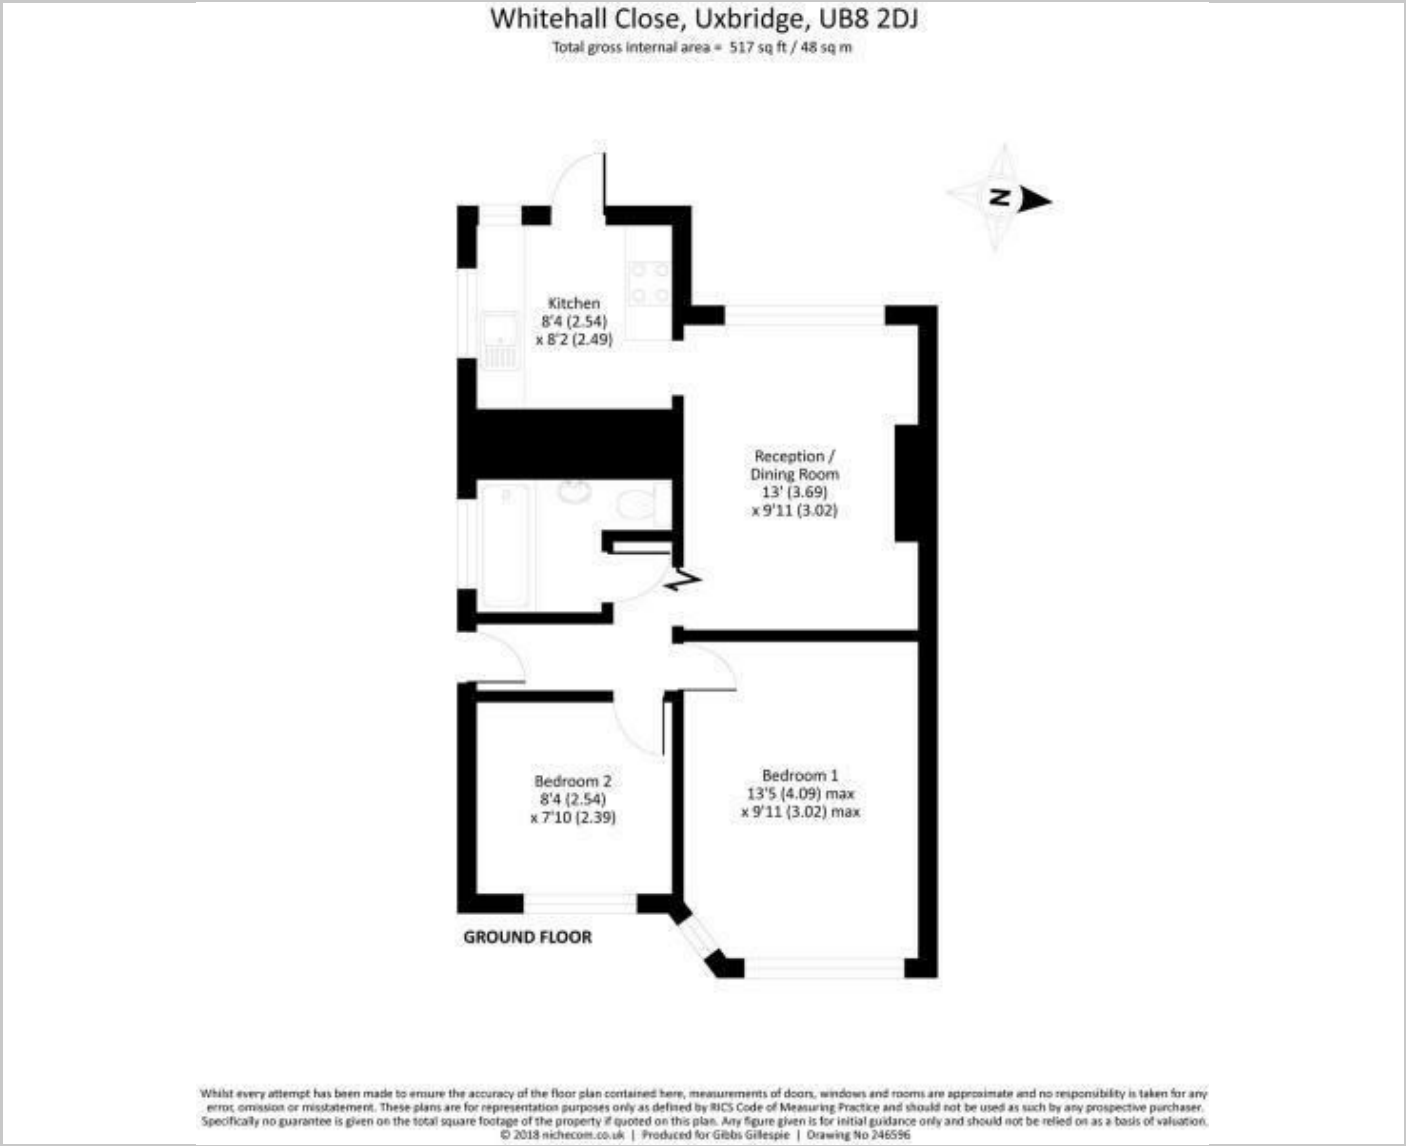 Whitehall Close, Uxbridge, UB8 2DJ
Total gross internal area = 517 sq ft / 48 sq m
N
Kitchen
8'4 (2.54)
x 8'2 (2.49)
Reception /
Dining Room
13' (3.69)
x 9'11 (3.02)
Bedroom 1
13'5 (4.09) max
x 9'11 (3.02) max
Bedroom 2
8'4 (2.54)
x 7'10 (2.39)
GROUND FLOOR
Whilst every attempt has been made to ensure the accuracy of the floor plan contained here, measurements of doors, windows and rooms are approximate and no responsibility is taken for any
error, omission or misstatement. These plans are for representation purposes only as defined by RICS Code of Measuring Practice and should not be used as such by any prospective purchaser.
Specifically no guarantee is given on the total square footage of the property if quoted on this plan. Any figure given is for initial guidance only and should not be relied on as a basis of valuation.
© 2018 nichecom.co.uk | Produced for Gibbs Gillespie | Drawing No 246596